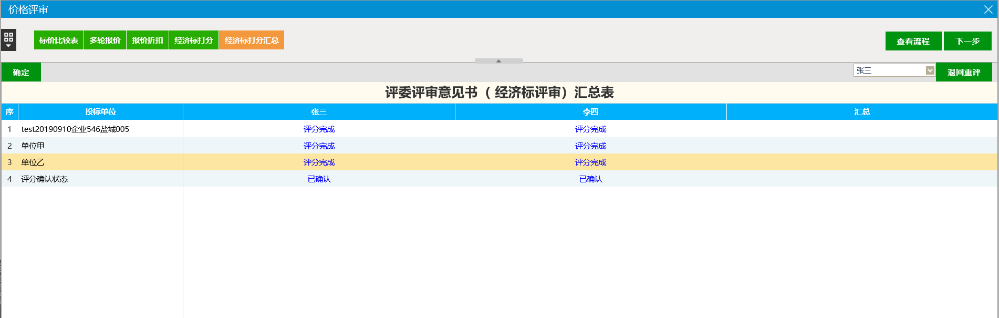 价格评审
标价比较表 多轮报价 报价折扣 经济标打分 经济标打分汇总 查看流程 下一步
确定 张三 退回重评
评委评审意见书（ 经济标评审）汇总表
序 投标单位 张三 李四 汇总
1 test20190910企业546盐城005 评分完成 评分完成
2 单位甲 评分完成 评分完成
3 单位乙 评分完成 评分完成
4 评分确认状态 已确认 已确认